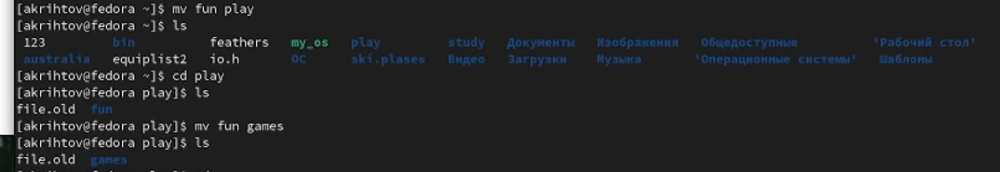 [akrihtov@fedora ~]$ mv fun play
[akrihtov@fedora ~]$ ls
123 bin feathers my_os play study Документы Изображения Общедоступные 'Рабочий стол'
australia equiplist2 io.h ОС ski.plases Видео Загрузки Музыка 'Операционные системы' Шаблоны
[akrihtov@fedora ~]$ cd play
[akrihtov@fedora play]$ ls
file.old fun
[akrihtov@fedora play]$ mv fun games
[akrihtov@fedora play]$ ls
file.old games